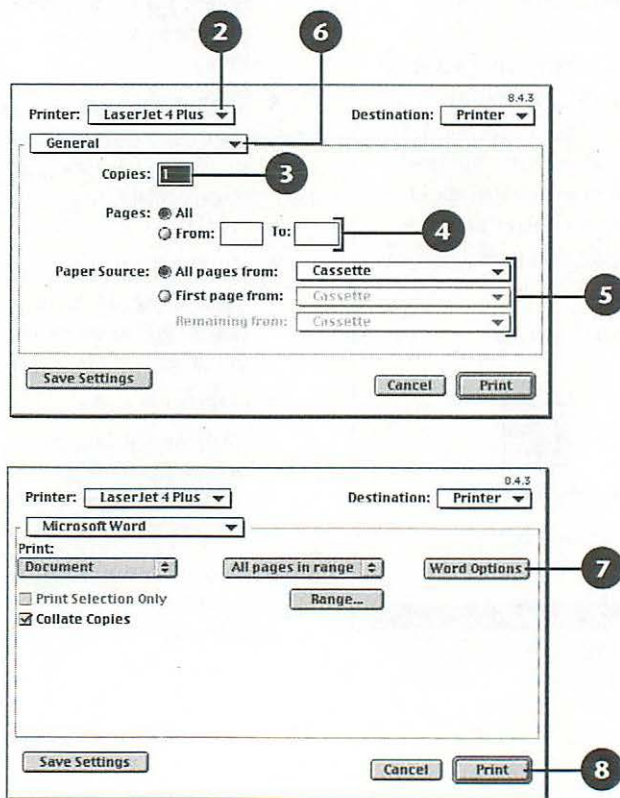 2 6
8.4.3
Printer: LaserJet 4 Plus Destination: Printer
General
Copies: 1 3
Pages: All
From: To: 4
Paper Source: All pages from: Cassette
First page from: Cassette 5
Remaining from: Cassette
Save Settings Cancel Print
8.4.3
Printer: LaserJet 4 Plus Destination: Printer
Microsoft Word
Print:
Document All pages in range Word Options 7
Print Selection Only Range...
Collate Copies
Save Settings Cancel Print 8